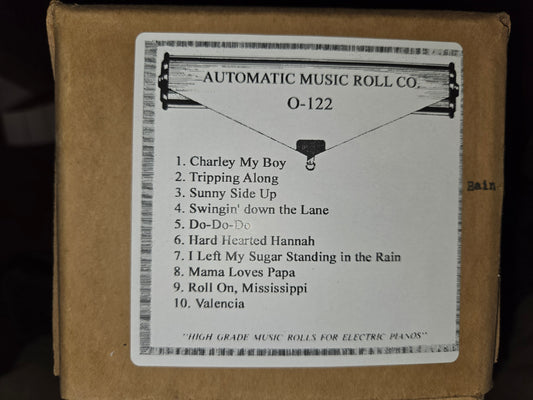 AUTOMATIC MUSIC ROLL CO.
O-122
1. Charley My Boy
2. Tripping Along
3. Sunny Side Up
4. Swingin' down the Lane
5. Do-Do-Do
6. Hard Hearted Hannah
7. I Left My Sugar Standing in the Rain
8. Mama Loves Papa
9. Roll On, Mississippi
10. Valencia
"HIGH GRADE MUSIC ROLLS FOR ELECTRIC PIANOS"
Bain